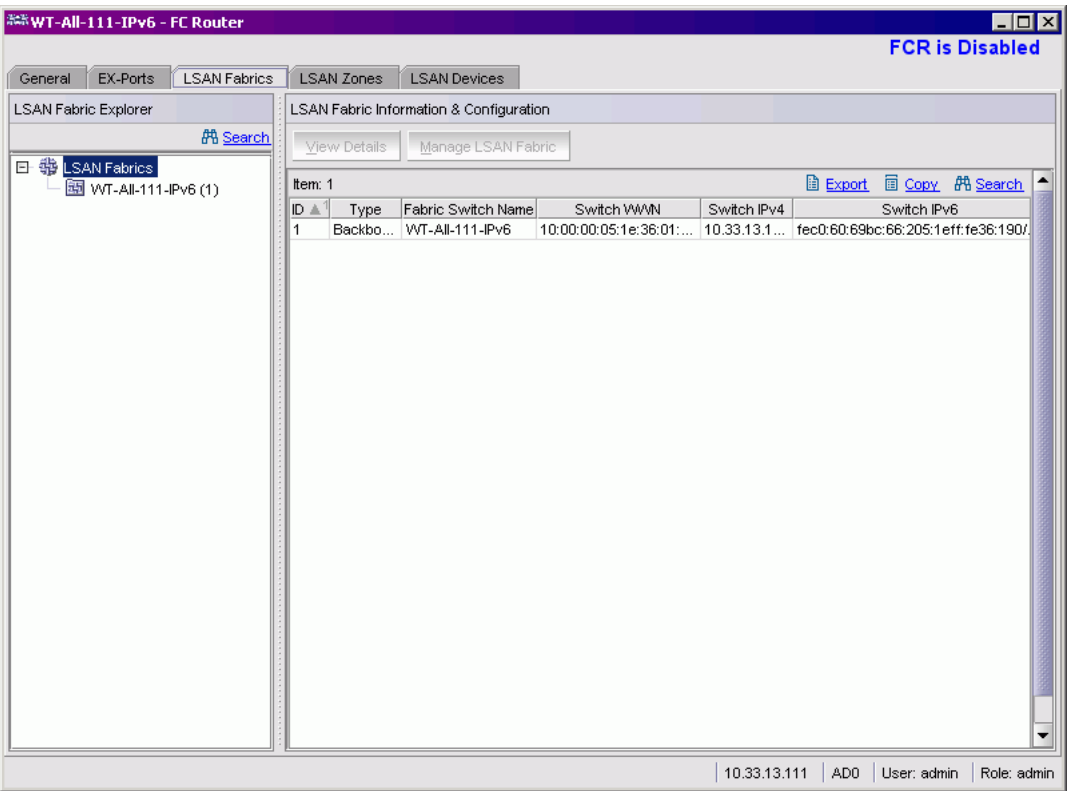 WT-All-111-IPv6 - FC Router
FCR is Disabled
General EX-Ports LSAN Fabrics LSAN Zones LSAN Devices
LSAN Fabric Explorer
Search
LSAN Fabrics
WT-All-111-IPv6 (1)
LSAN Fabric Information & Configuration
View Details Manage LSAN Fabric
Item: 1 Export Copy Search
ID 1 Type Fabric Switch Name Switch WWN Switch IPv4 Switch IPv6
1 Backbo... WT-All-111-IPv6 10:00:00:05:1e:36:01:... 10.33.13.1... fec0:60:69bc:66:205:1eff:fe36:190/.
10.33.13.111 AD0 User: admin Role: admin